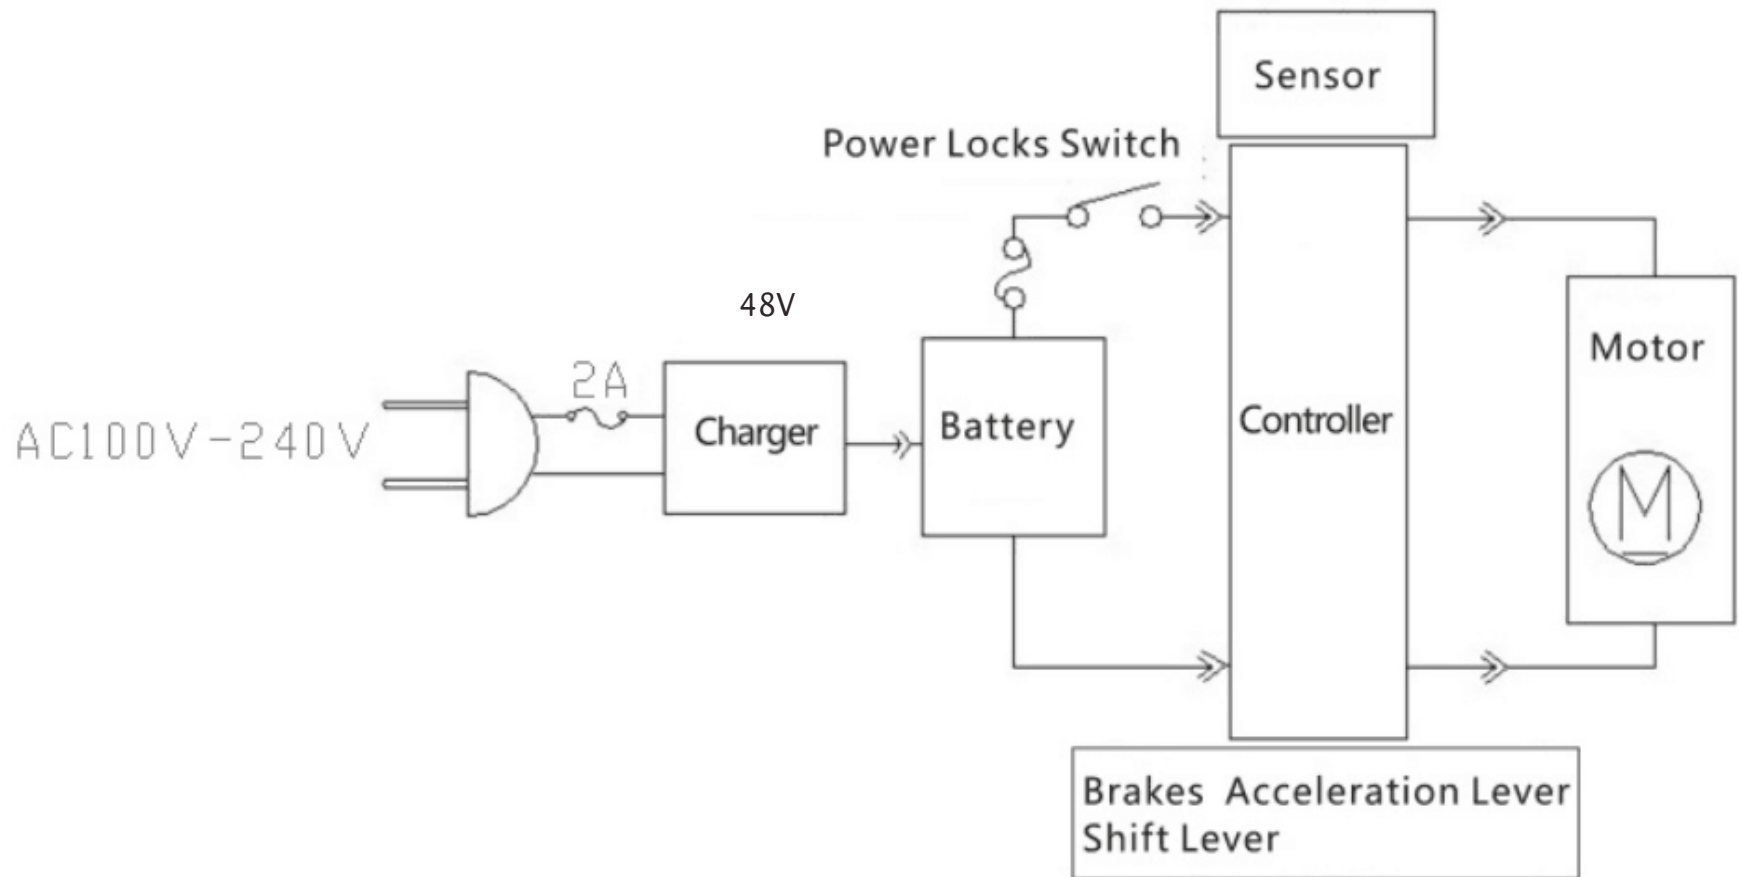 Sensor
Power Locks Switch
48V
Motor
2A
AC100V-240V
Charger
Battery
Controller
M
Brakes Acceleration Lever
Shift Lever